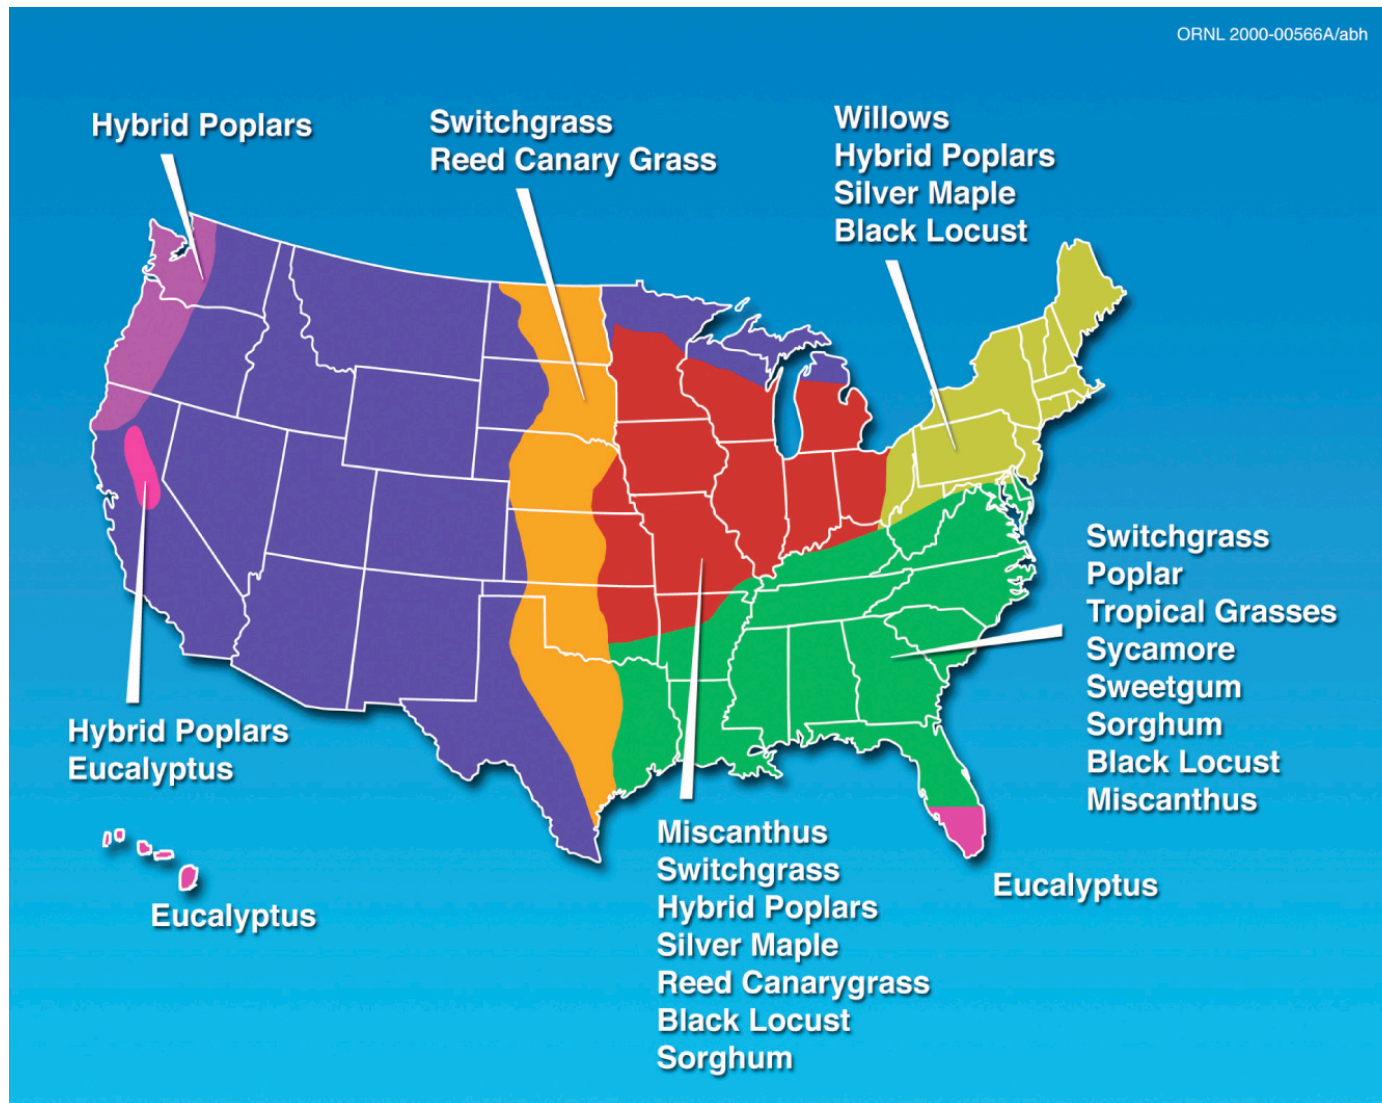 ORNL 2000-00566A/abh
Hybrid Poplars
Switchgrass
Reed Canary Grass
Willows
Hybrid Poplars
Silver Maple
Black Locust
Switchgrass
Poplar
Tropical Grasses
Sycamore
Sweetgum
Sorghum
Black Locust
Miscanthus
Hybrid Poplars
Eucalyptus
Eucalyptus
Miscanthus
Switchgrass
Hybrid Poplars
Silver Maple
Reed Canarygrass
Black Locust
Sorghum
Eucalyptus